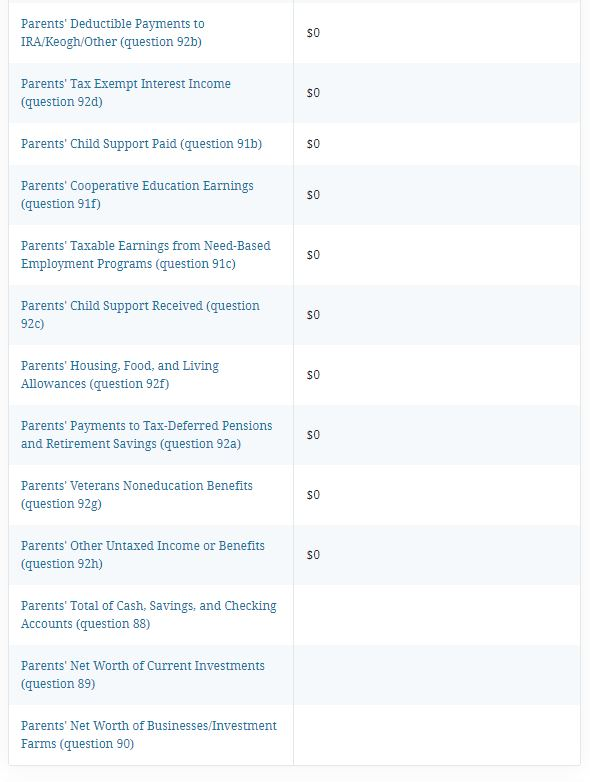 Parents' Deductible Payments to
IRA/Keogh/Other (question 92b)
$0
Parents' Tax Exempt Interest Income
(question 92d)
$0
Parents' Child Support Paid (question 91b)
$0
Parents' Cooperative Education Earnings
(question 91f)
$0
Parents' Taxable Earnings from Need-Based
Employment Programs (question 91c)
$0
Parents' Child Support Received (question
92c)
$0
Parents' Housing, Food, and Living
Allowances (question 92f)
$0
Parents' Payments to Tax-Deferred Pensions
and Retirement Savings (question 92a)
$0
Parents' Veterans Noneducation Benefits
(question 92g)
$0
Parents' Other Untaxed Income or Benefits
(question 92h)
$0
Parents' Total of Cash, Savings, and Checking
Accounts (question 88)
Parents' Net Worth of Current Investments
(question 89)
Parents' Net Worth of Businesses/Investment
Farms (question 90)